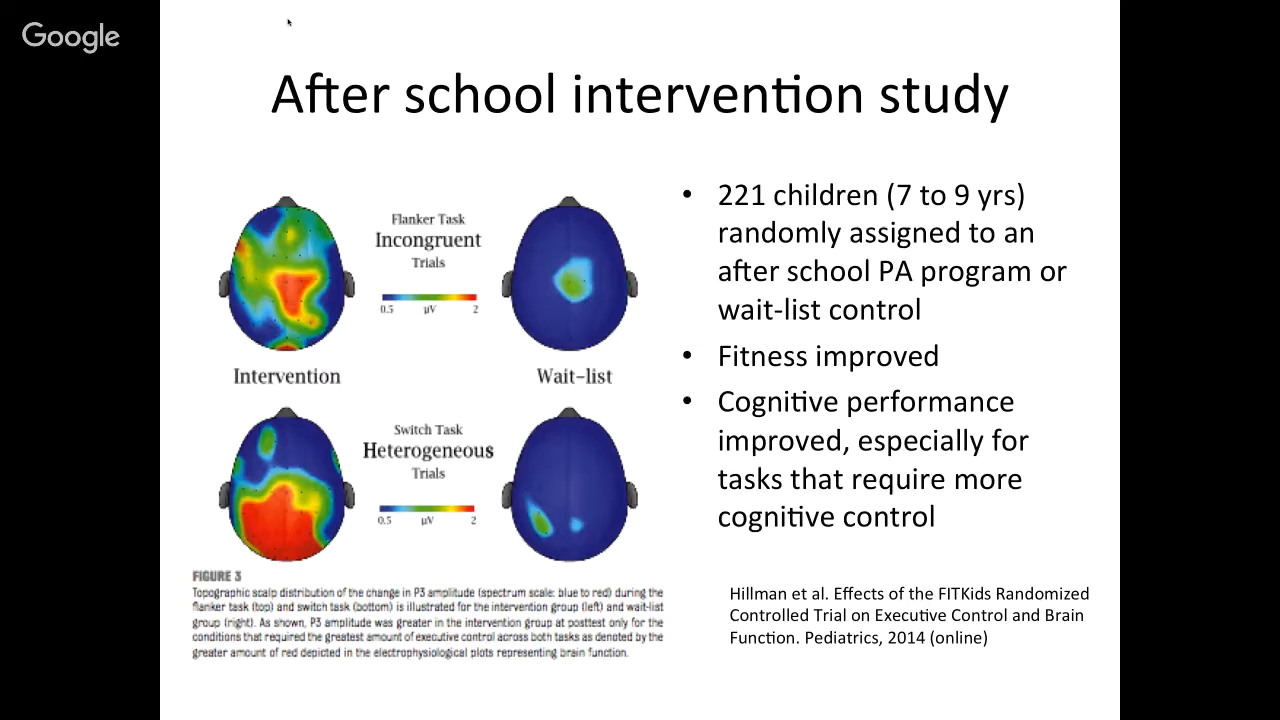 Google
After school intervention study
Flanker Task
Incongruent
Trials
0.5 µV 2
Intervention
Wait-list
Switch Task
Heterogeneous
Trials
0.5 µV 2
FIGURE 3
Topographic scalp distribution of the change in P3 amplitude (spectrum scale: blue to red) during the
flanker task (top) and switch task (bottom) is illustrated for the intervention group (left) and wait-list
group (right). As shown, P3 amplitude was greater in the intervention group at posttest only for the
conditions that required the greatest amount of executive control across both tasks as denoted by the
greater amount of red depicted in the electrophysiological plots representing brain function.
• 221 children (7 to 9 yrs)
randomly assigned to an
after school PA program or
wait-list control
• Fitness improved
• Cognitive performance
improved, especially for
tasks that require more
cognitive control
Hillman et al. Effects of the FITKids Randomized
Controlled Trial on Executive Control and Brain
Function. Pediatrics, 2014 (online)